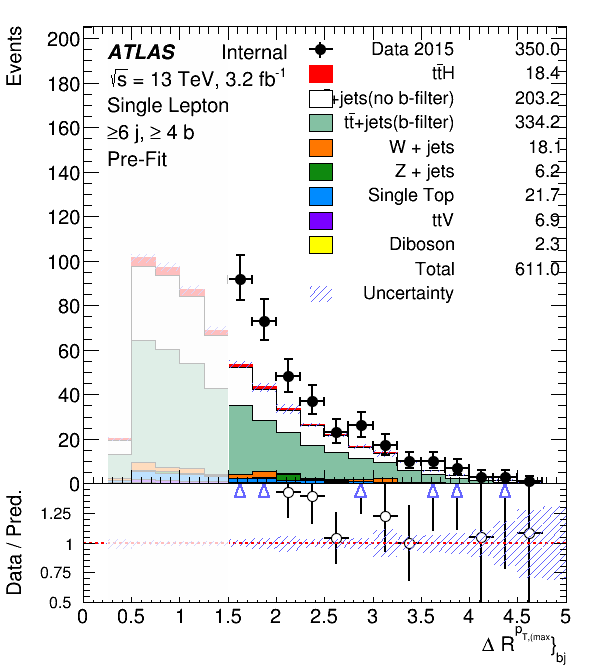 Events
200
180
160
140
120
100
80
60
40
20
0
ATLAS Internal
√s = 13 TeV, 3.2 fb⁻¹
Single Lepton
≥6 j, ≥ 4 b
Pre-Fit
Data 2015 350.0
tt̄H 18.4
+jets(no b-filter) 203.2
tt̄+jets(b-filter) 334.2
W + jets 18.1
Z + jets 6.2
Single Top 21.7
ttV 6.9
Diboson 2.3
Total 611.0
Uncertainty
Data / Pred.
1.25
1
0.75
0.5
0 0.5 1 1.5 2 2.5 3 3.5 4 4.5 5
Δ R^{p_{T,(max}}}_{bj}